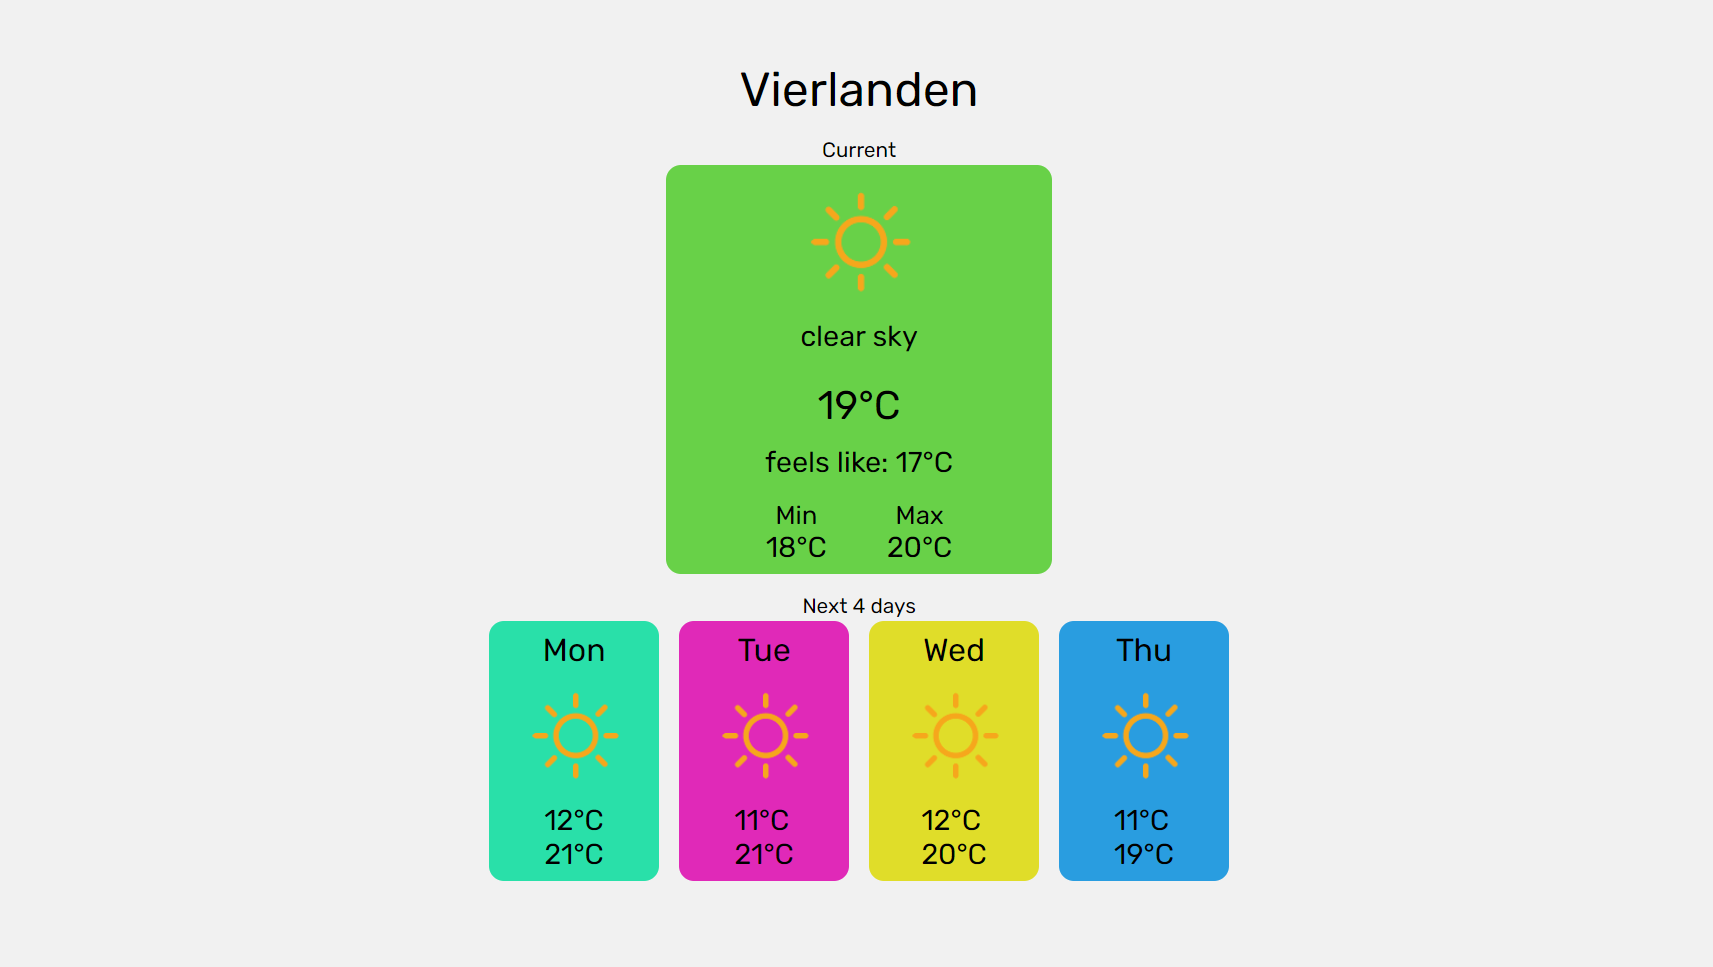 Vierlanden
Current
clear sky
19°C
feels like: 17°C
Min Max
18°C 20°C
Next 4 days
Mon Tue Wed Thu
12°C 11°C 12°C 11°C
21°C 21°C 20°C 19°C